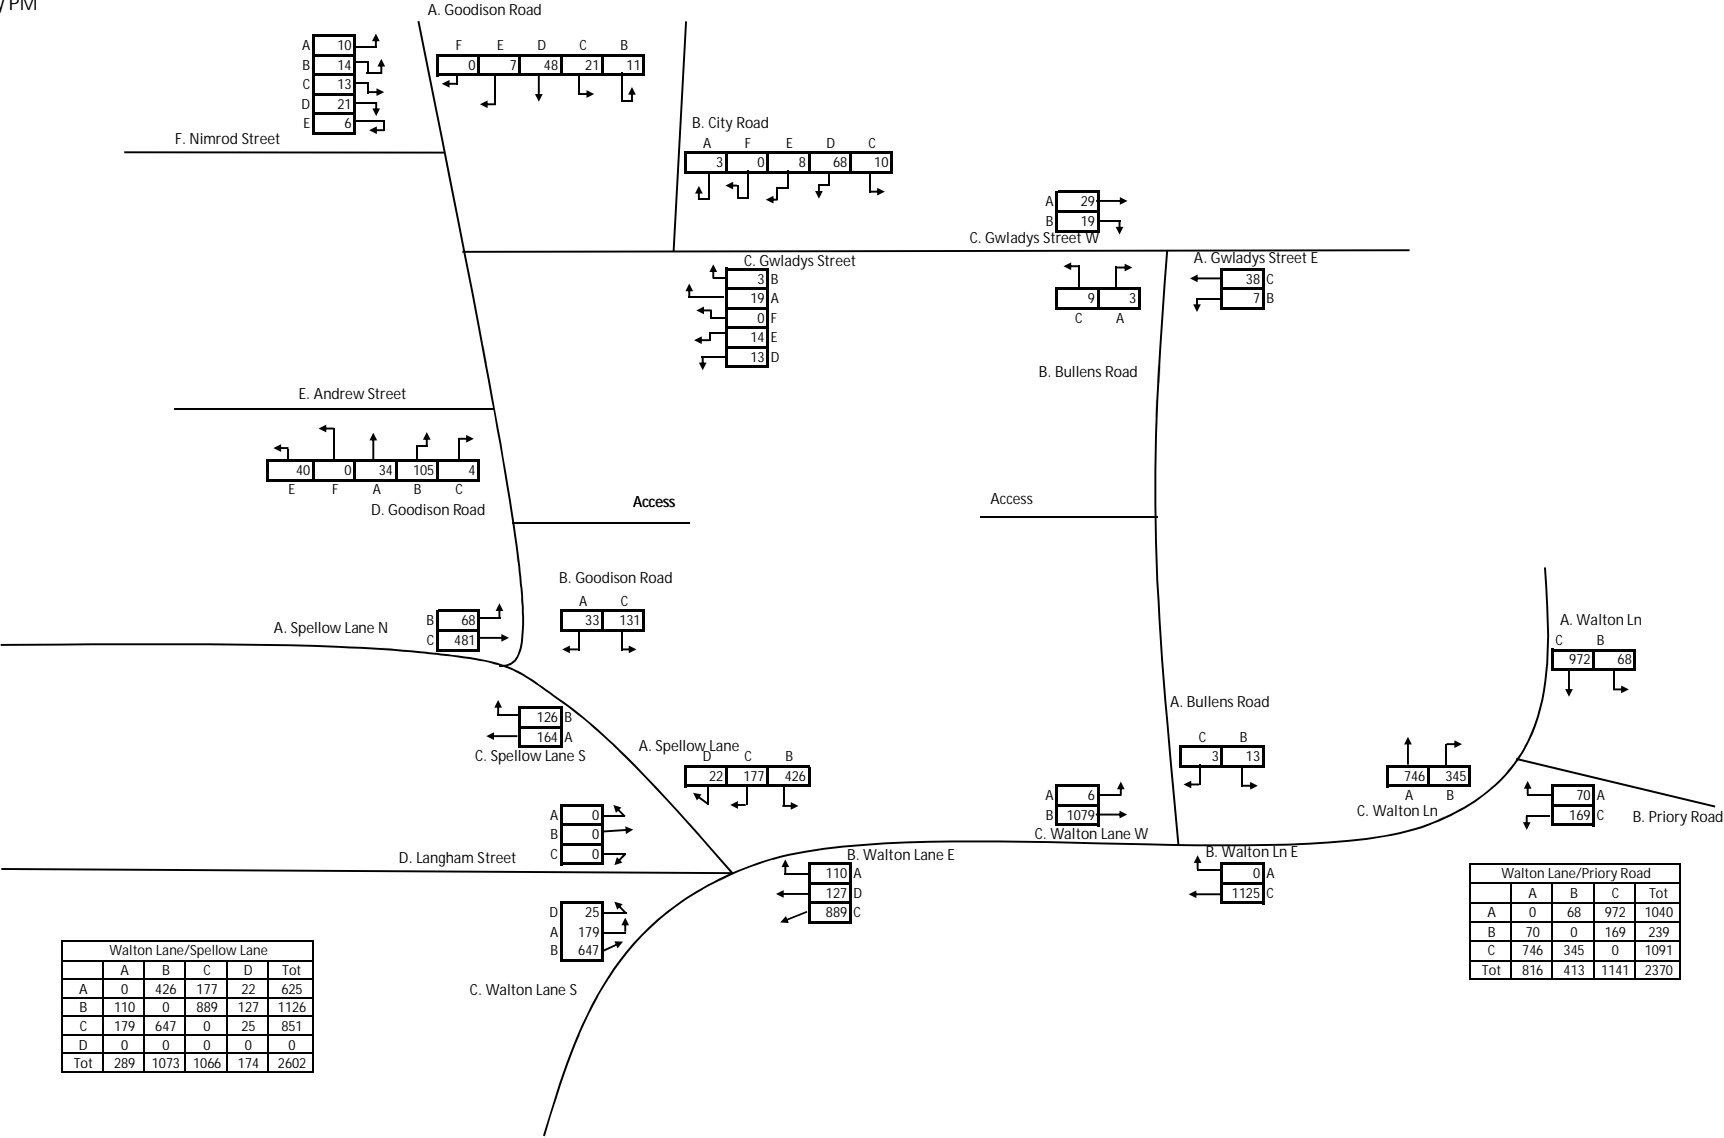 / PM
A. Goodison Road
F E D C B
0 7 48 21 11
A 10
B 14
C 13
D 21
E 6
F. Nimrod Street
B. City Road
A F E D C
3 0 8 68 10
A 29
B 19
C. Gwladys Street W
C. Gwladys Street
3 B
19 A
0 F
14 E
13 D
A. Gwladys Street E
38 C
7 B
9 3
C A
B. Bullens Road
E. Andrew Street
40 0 34 105 4
E F A B C
D. Goodison Road
Access
Access
B. Goodison Road
A C
33 131
A. Spellow Lane N
B 68
C 481
A. Walton Ln
C B
972 68
126 B
164 A
C. Spellow Lane S
A. Spellow Lane
D C B
22 177 426
A. Bullens Road
C B
3 13
746 345
A B
C. Walton Ln
70 A
169 C
B. Priory Road
A 6
B 1079
C. Walton Lane W
A 0
B 0
C 0
D. Langham Street
B. Walton Lane E
110 A
127 D
889 C
B. Walton Ln E
0 A
1125 C
D 25
A 179
B 647
C. Walton Lane S
Walton Lane/Priory Road
A B C Tot
A 0 68 972 1040
B 70 0 169 239
C 746 345 0 1091
Tot 816 413 1141 2370
Walton Lane/Spellow Lane
A B C D Tot
A 0 426 177 22 625
B 110 0 889 127 1126
C 179 647 0 25 851
D 0 0 0 0 0
Tot 289 1073 1066 174 2602